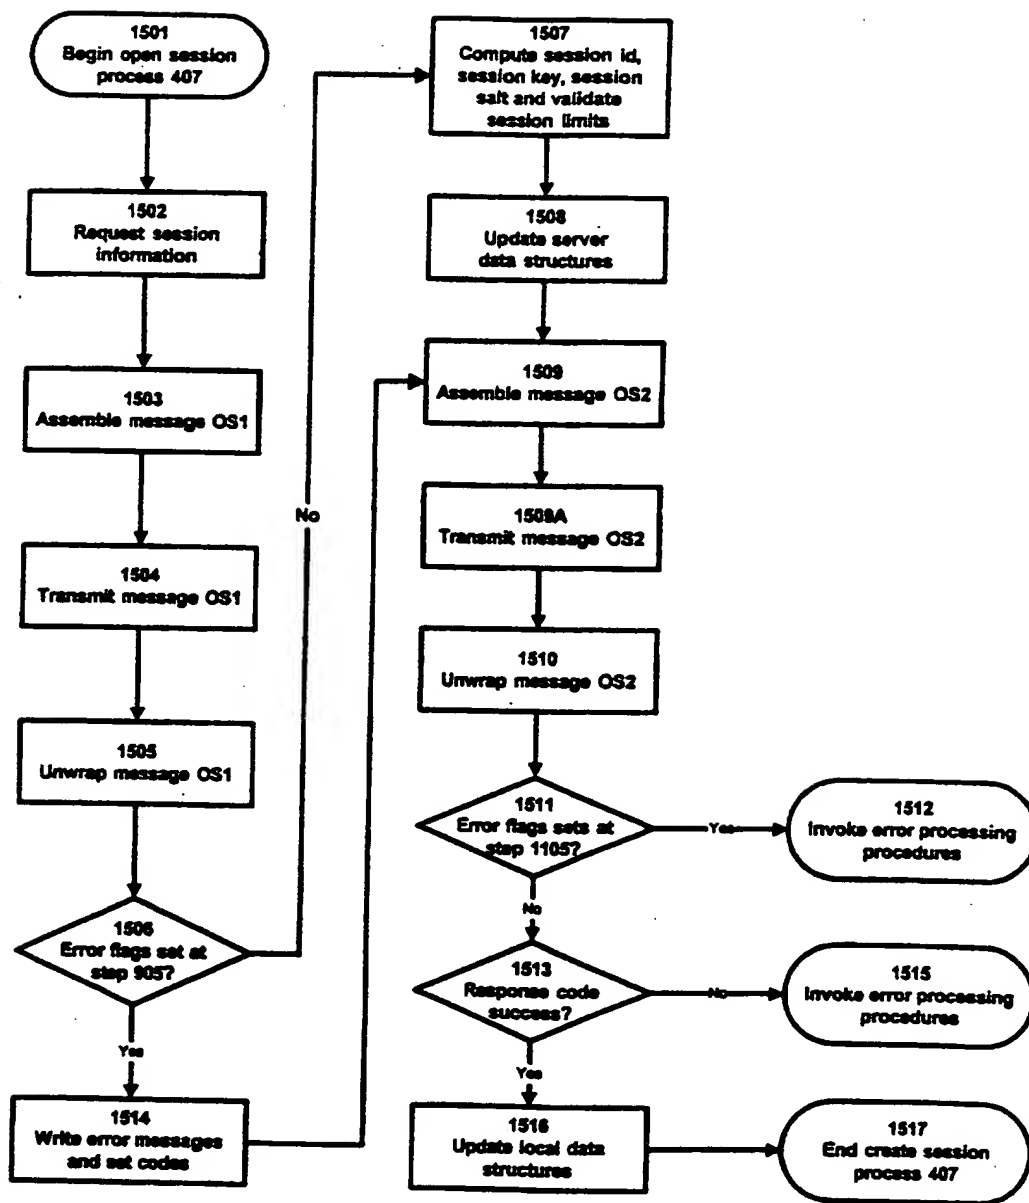 1501
Begin open session
process 407
1502
Request session
information
1503
Assemble message OS1
1504
Transmit message OS1
1505
Unwrap message OS1
1506
Error flags set at
step 905?
Yes
1514
Write error messages
and set codes
No
1507
Compute session id,
session key, session
salt and validate
session limits
1508
Update server
data structures
1509
Assemble message OS2
1509A
Transmit message OS2
1510
Unwrap message OS2
1511
Error flags sets at
step 1105?
Yes
1512
Invoke error processing
procedures
No
1513
Response code
success?
No
1515
Invoke error processing
procedures
Yes
1516
Update local data
structures
1517
End create session
process 407